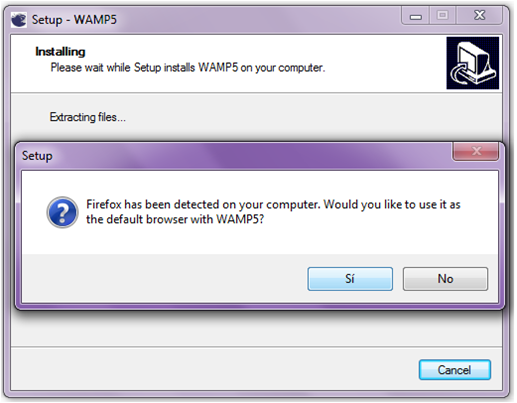 Setup - WAMP5
Installing
Please wait while Setup installs WAMP5 on your computer.
Extracting files...
Setup
Firefox has been detected on your computer. Would you like to use it as
the default browser with WAMP5?
Sí
No
Cancel